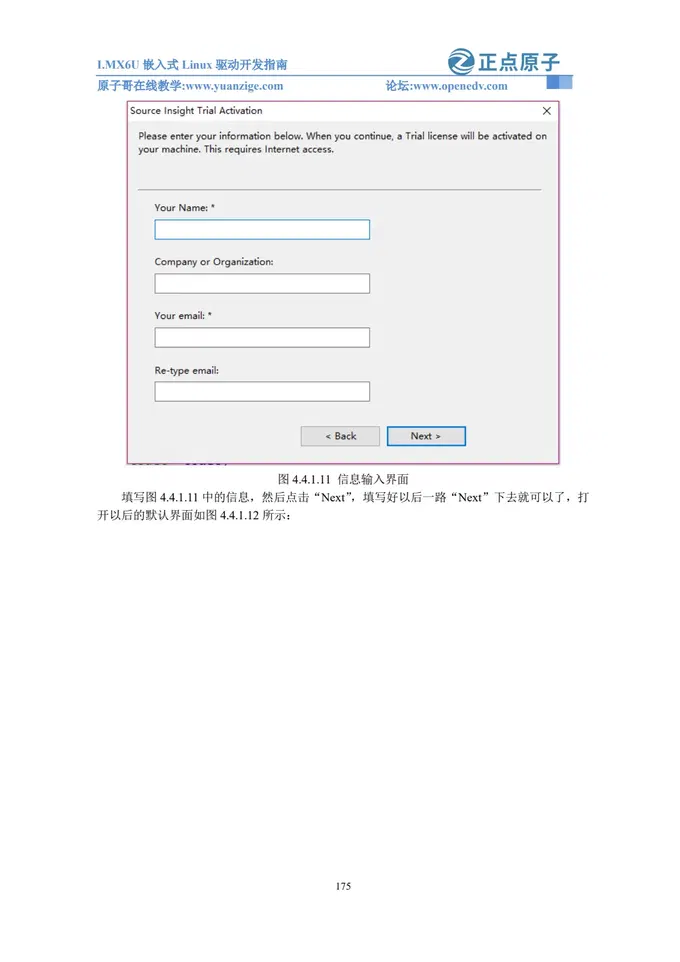 I.MX6U 嵌入式 Linux 驱动开发指南
正点原子
原子哥在线教学:www.yuanzige.com 论坛:www.openedv.com
Source Insight Trial Activation
Please enter your information below. When you continue, a Trial license will be activated on
your machine. This requires Internet access.
Your Name: *
Company or Organization:
Your email: *
Re-type email:
< Back Next >
图 4.4.1.11 信息输入界面
填写图 4.4.1.11 中的信息，然后点击“Next”，填写好以后一路“Next”下去就可以了，打
开以后的默认界面如图 4.4.1.12 所示：
175